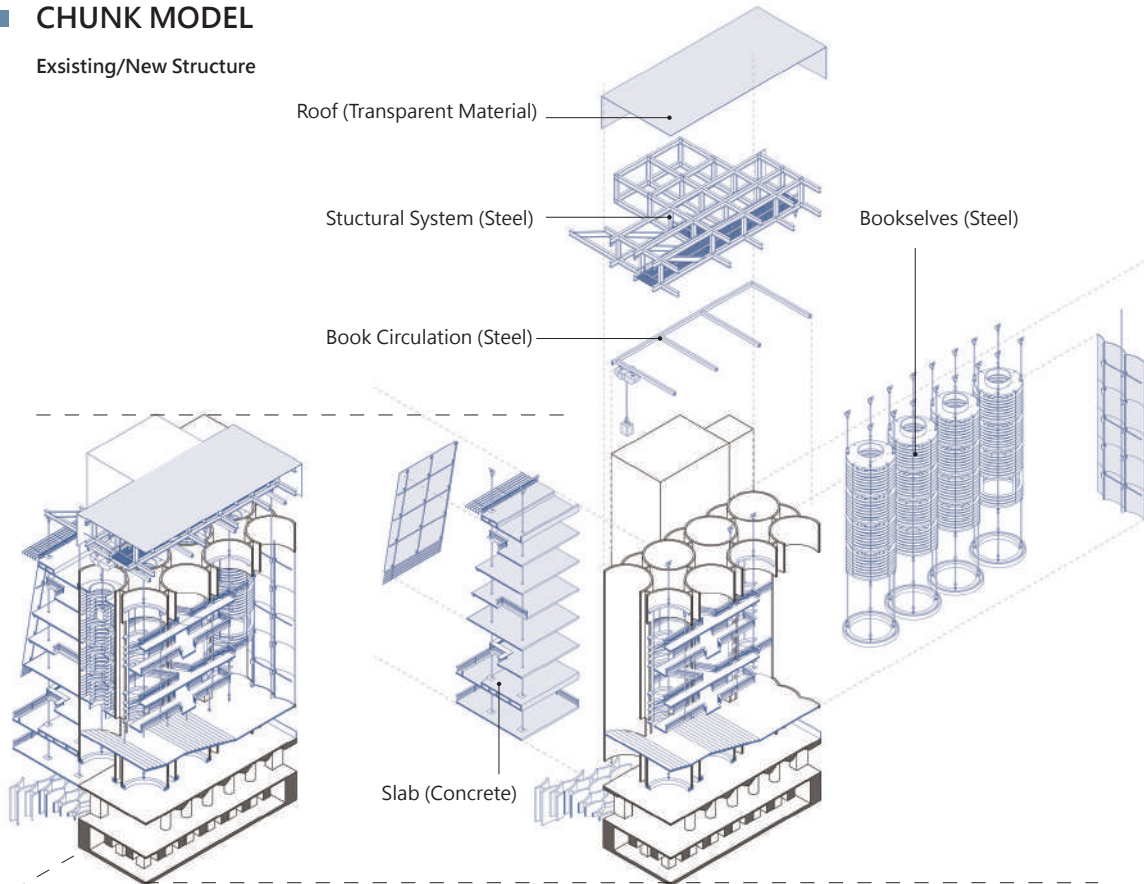 CHUNK MODEL
Exsisting/New Structure
Roof (Transparent Material)
Stuctural System (Steel)
Bookselves (Steel)
Book Circulation (Steel)
Slab (Concrete)